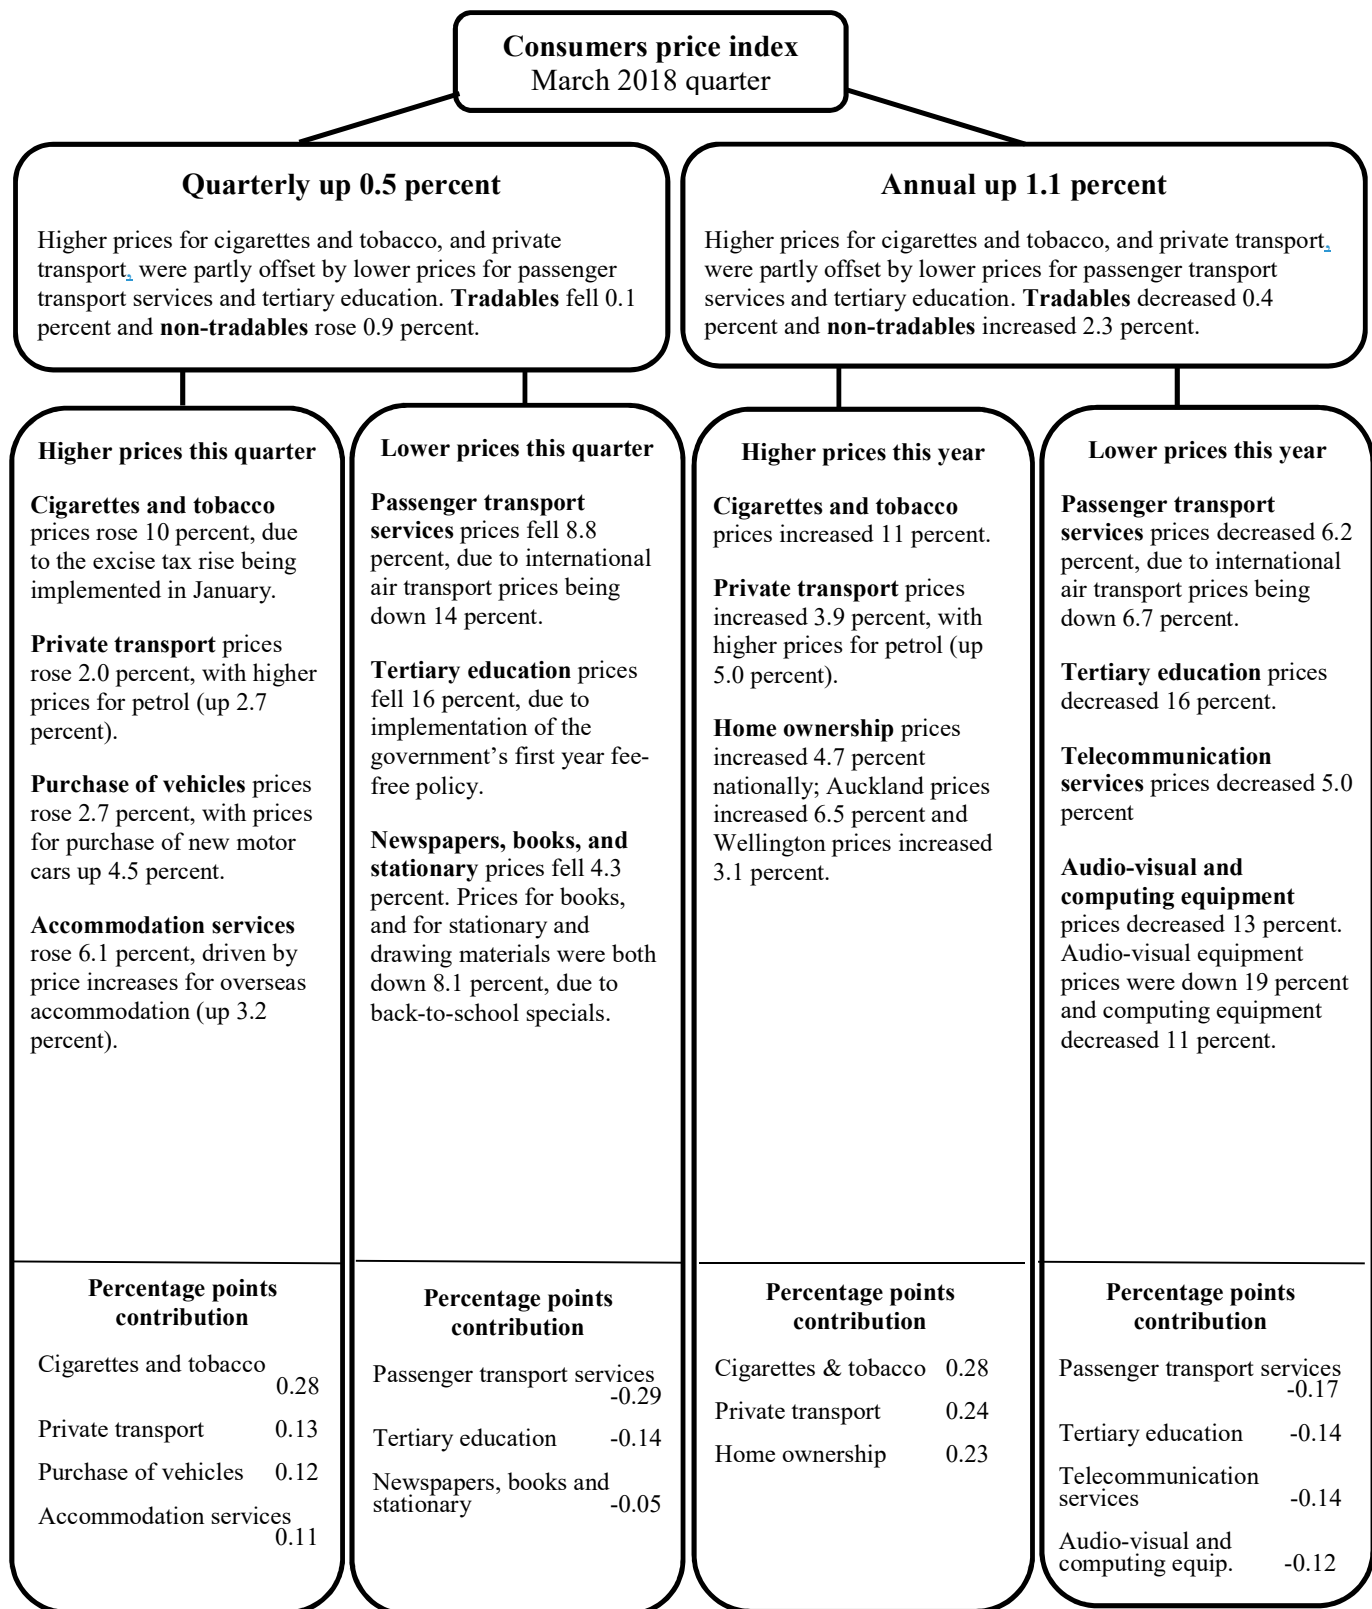 Consumers price index
March 2018 quarter
Quarterly up 0.5 percent
Higher prices for cigarettes and tobacco, and private
transport, were partly offset by lower prices for passenger
transport services and tertiary education. Tradables fell 0.1
percent and non-tradables rose 0.9 percent.
Annual up 1.1 percent
Higher prices for cigarettes and tobacco, and private transport,
were partly offset by lower prices for passenger transport
services and tertiary education. Tradables decreased 0.4
percent and non-tradables increased 2.3 percent.
Higher prices this quarter
Cigarettes and tobacco
prices rose 10 percent, due
to the excise tax rise being
implemented in January.
Private transport prices
rose 2.0 percent, with higher
prices for petrol (up 2.7
percent).
Purchase of vehicles prices
rose 2.7 percent, with prices
for purchase of new motor
cars up 4.5 percent.
Accommodation services
rose 6.1 percent, driven by
price increases for overseas
accommodation (up 3.2
percent).
Percentage points
contribution
Cigarettes and tobacco
0.28
Private transport 0.13
Purchase of vehicles 0.12
Accommodation services
0.11
Lower prices this quarter
Passenger transport
services prices fell 8.8
percent, due to international
air transport prices being
down 14 percent.
Tertiary education prices
fell 16 percent, due to
implementation of the
government’s first year fee-
free policy.
Newspapers, books, and
stationary prices fell 4.3
percent. Prices for books,
and for stationary and
drawing materials were both
down 8.1 percent, due to
back-to-school specials.
Percentage points
contribution
Passenger transport services
-0.29
Tertiary education -0.14
Newspapers, books and
stationary -0.05
Higher prices this year
Cigarettes and tobacco
prices increased 11 percent.
Private transport prices
increased 3.9 percent, with
higher prices for petrol (up
5.0 percent).
Home ownership prices
increased 4.7 percent
nationally; Auckland prices
increased 6.5 percent and
Wellington prices increased
3.1 percent.
Percentage points
contribution
Cigarettes & tobacco 0.28
Private transport 0.24
Home ownership 0.23
Lower prices this year
Passenger transport
services prices decreased 6.2
percent, due to international
air transport prices being
down 6.7 percent.
Tertiary education prices
decreased 16 percent.
Telecommunication
services prices decreased 5.0
percent
Audio-visual and
computing equipment
prices decreased 13 percent.
Audio-visual equipment
prices were down 19 percent
and computing equipment
decreased 11 percent.
Percentage points
contribution
Passenger transport services
-0.17
Tertiary education -0.14
Telecommunication
services -0.14
Audio-visual and
computing equip. -0.12